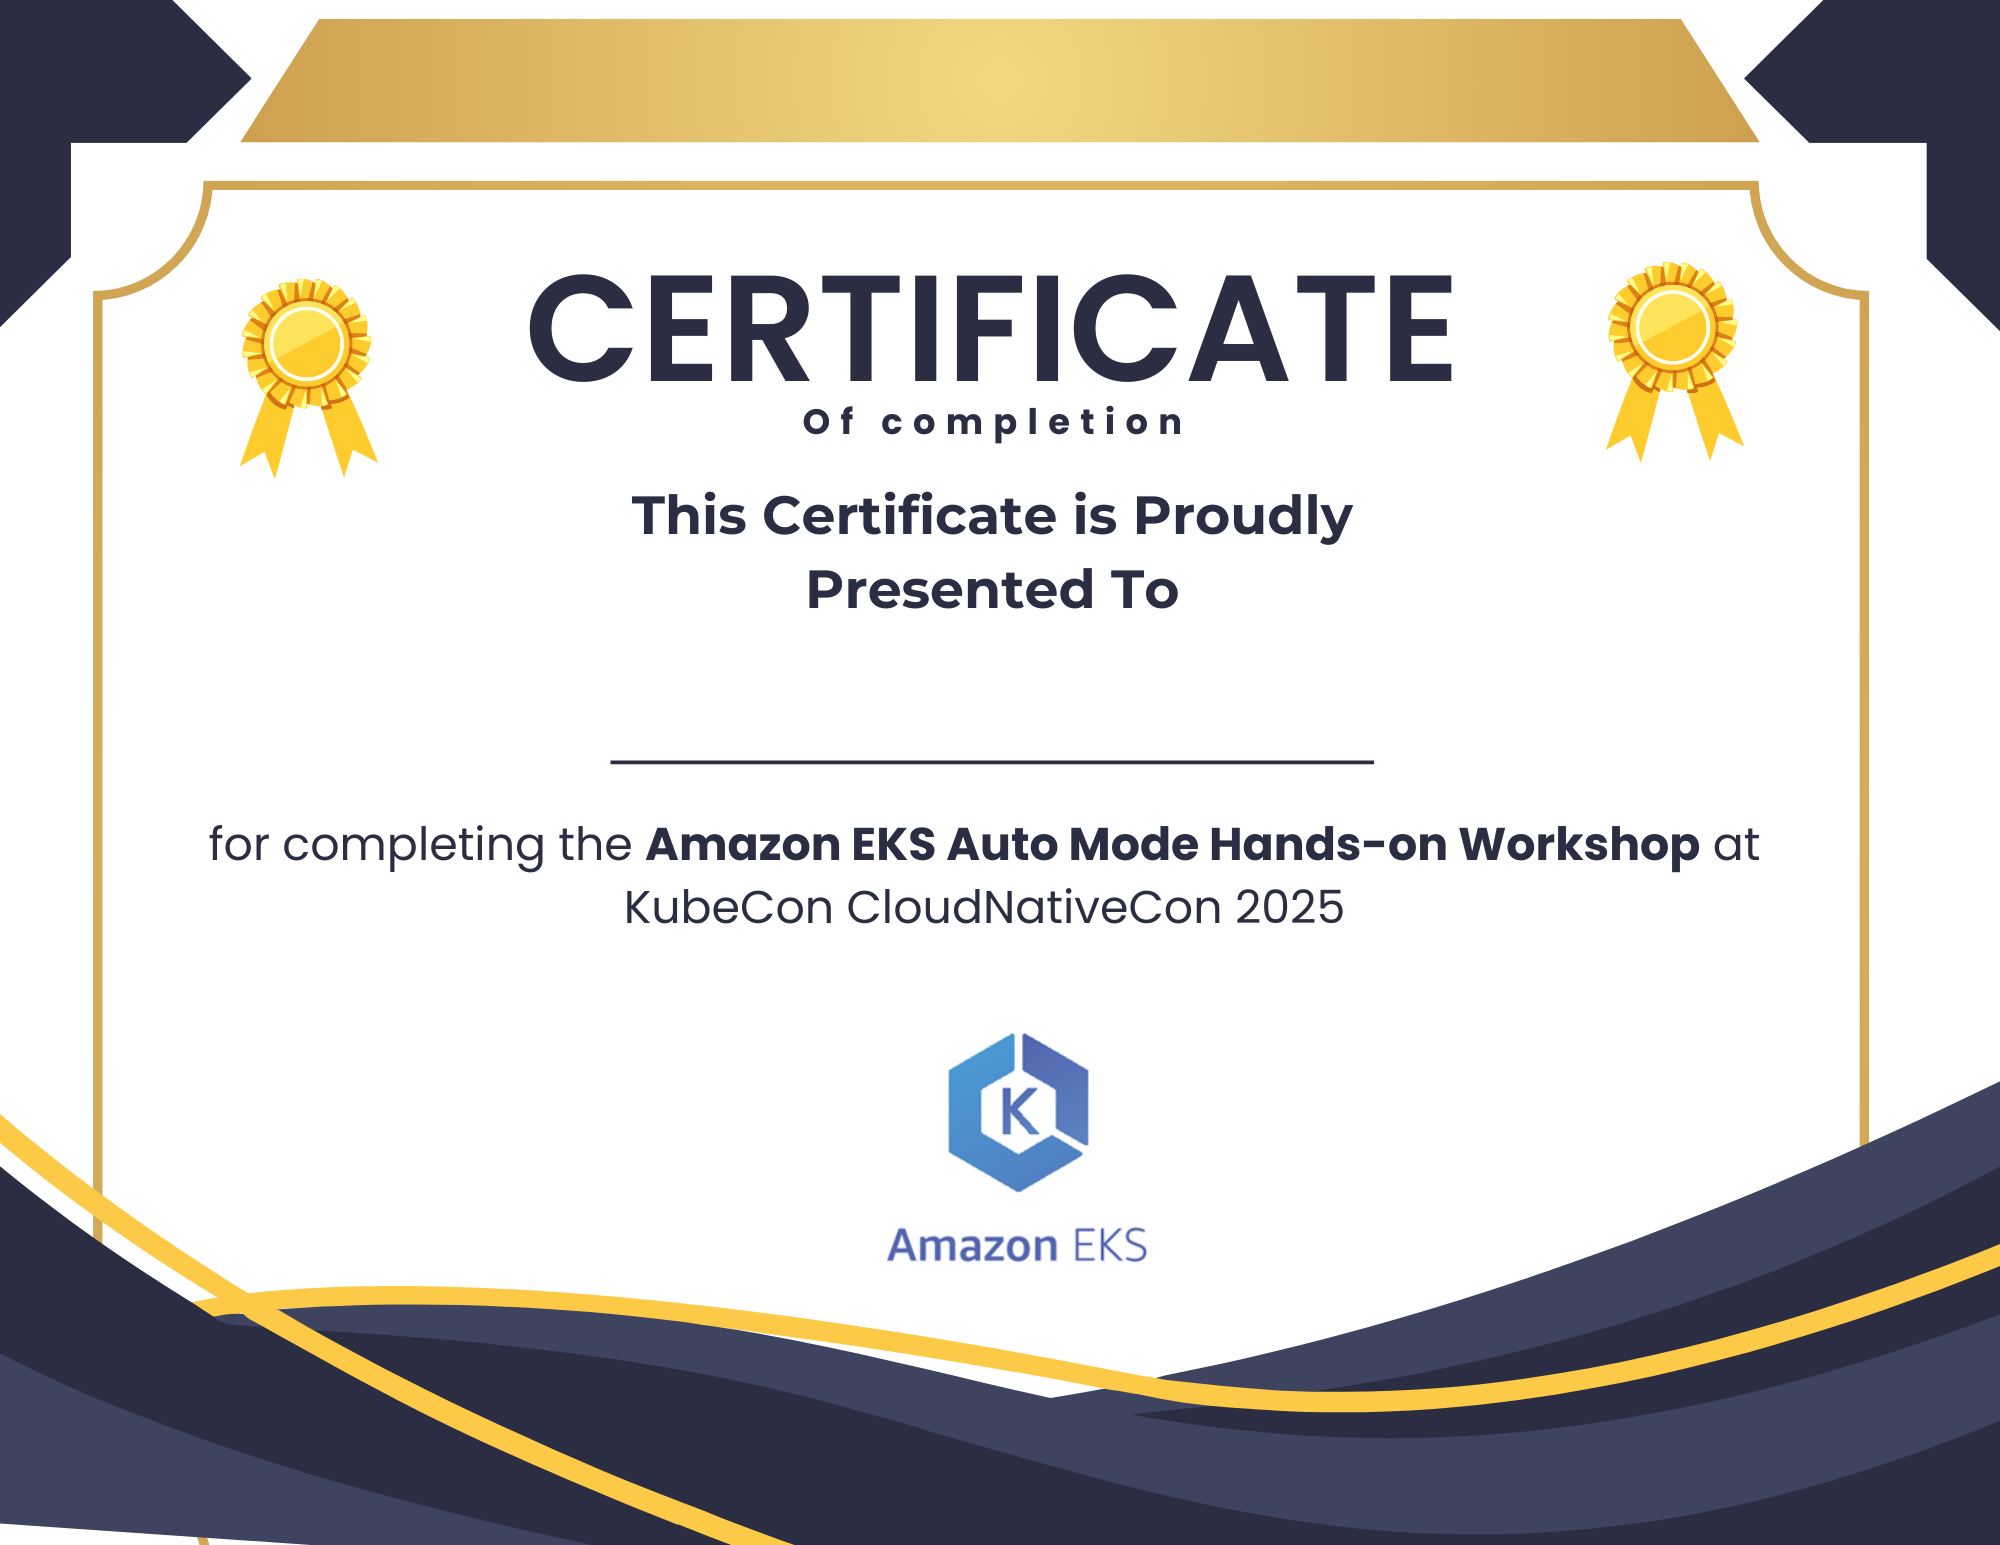 CERTIFICATE
Of completion
This Certificate is Proudly
Presented To
for completing the Amazon EKS Auto Mode Hands-on Workshop at
KubeCon CloudNativeCon 2025
K
Amazon EKS